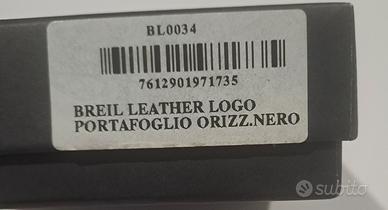 BL0034
7612901971735
BREIL LEATHER LOGO
PORTAFOGLIO ORIZZ.NERO
subito